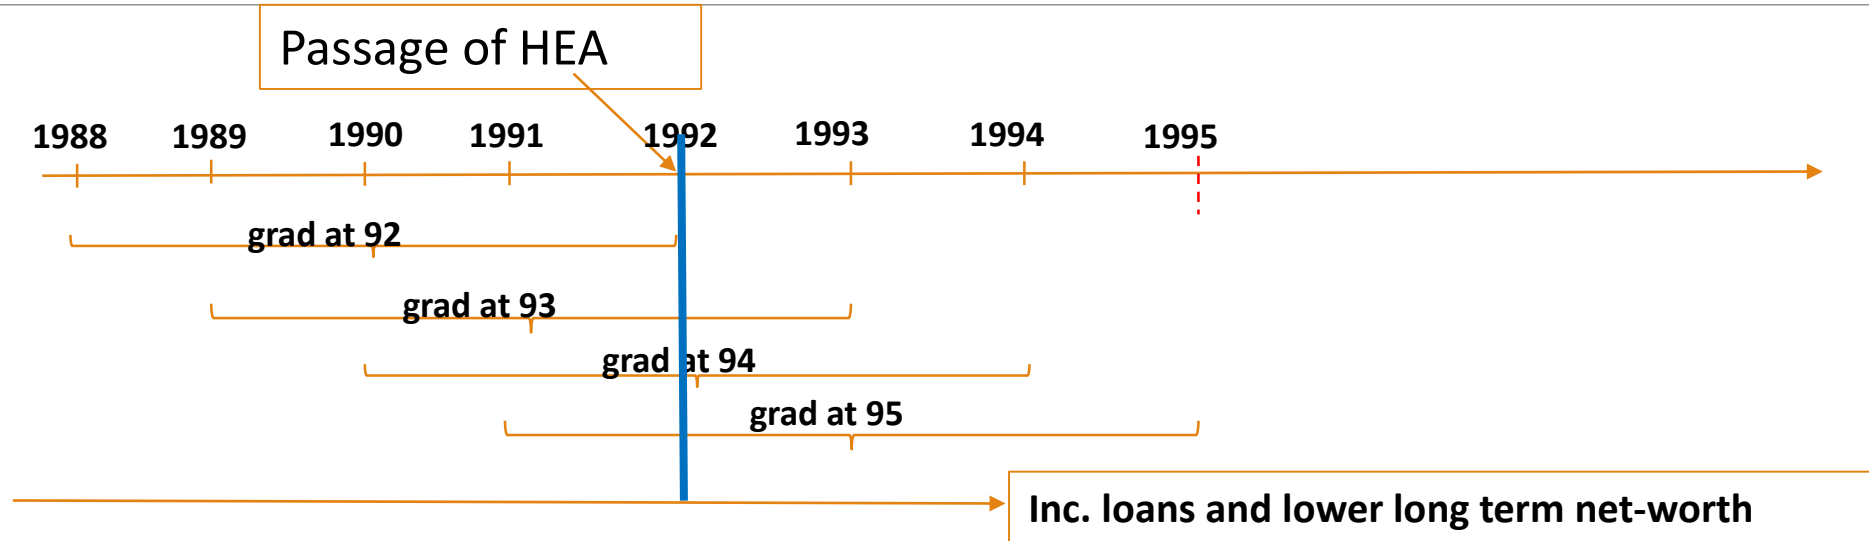 Passage of HEA
1988 1989 1990 1991 1992 1993 1994 1995
grad at 92
grad at 93
grad at 94
grad at 95
Inc. loans and lower long term net-worth